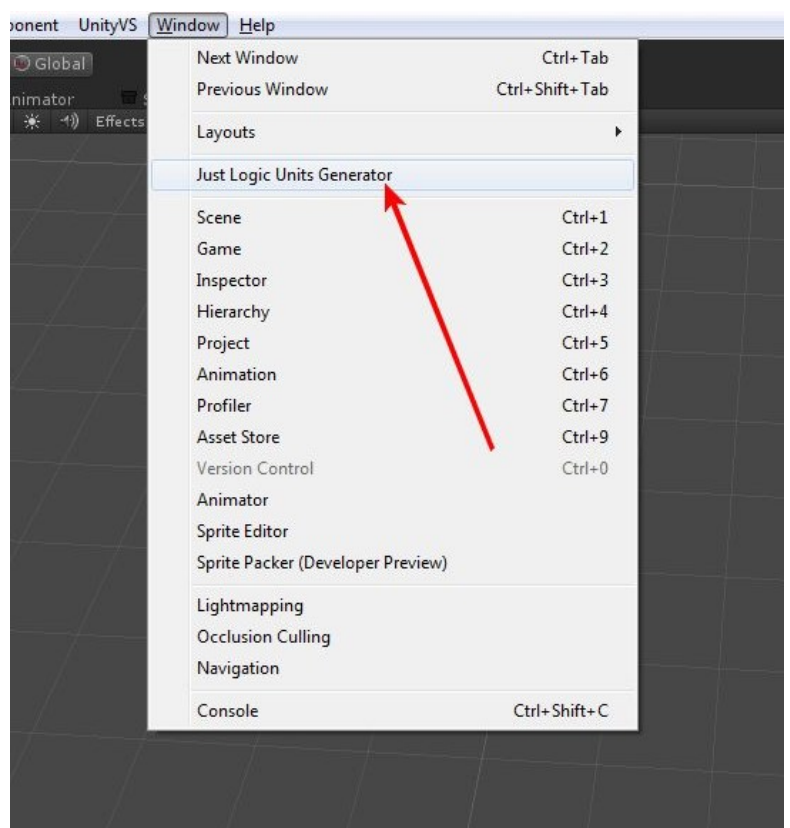 UnityVS Window Help
Global
Next Window Ctrl+Tab
Previous Window Ctrl+Shift+Tab
Effects
Layouts
Just Logic Units Generator
Scene Ctrl+1
Game Ctrl+2
Inspector Ctrl+3
Hierarchy Ctrl+4
Project Ctrl+5
Animation Ctrl+6
Profiler Ctrl+7
Asset Store Ctrl+9
Version Control Ctrl+0
Animator
Sprite Editor
Sprite Packer (Developer Preview)
Lightmapping
Occlusion Culling
Navigation
Console Ctrl+Shift+C